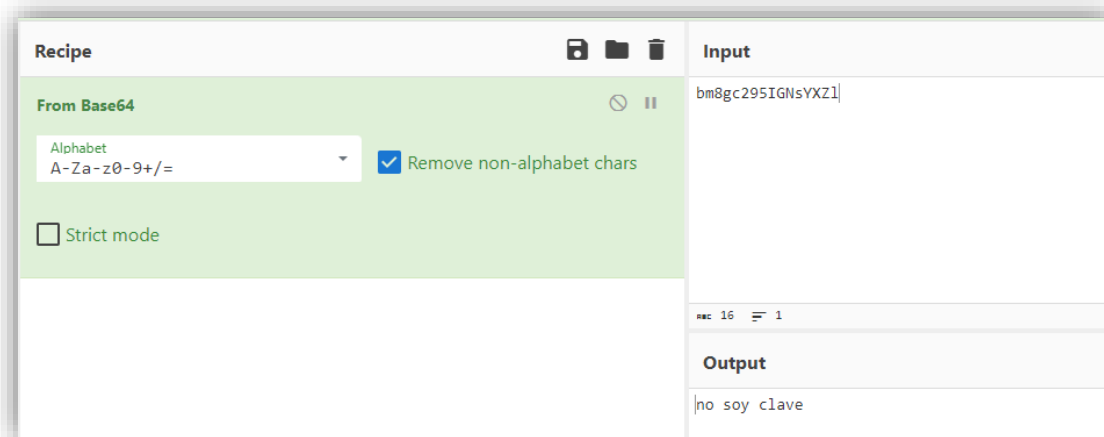 Recipe
From Base64
Alphabet
A-Za-z0-9+/=
Remove non-alphabet chars
Strict mode
Input
bm8gc295IGNsYXZl
ʀʙᴄ 16 1
Output
no soy clave